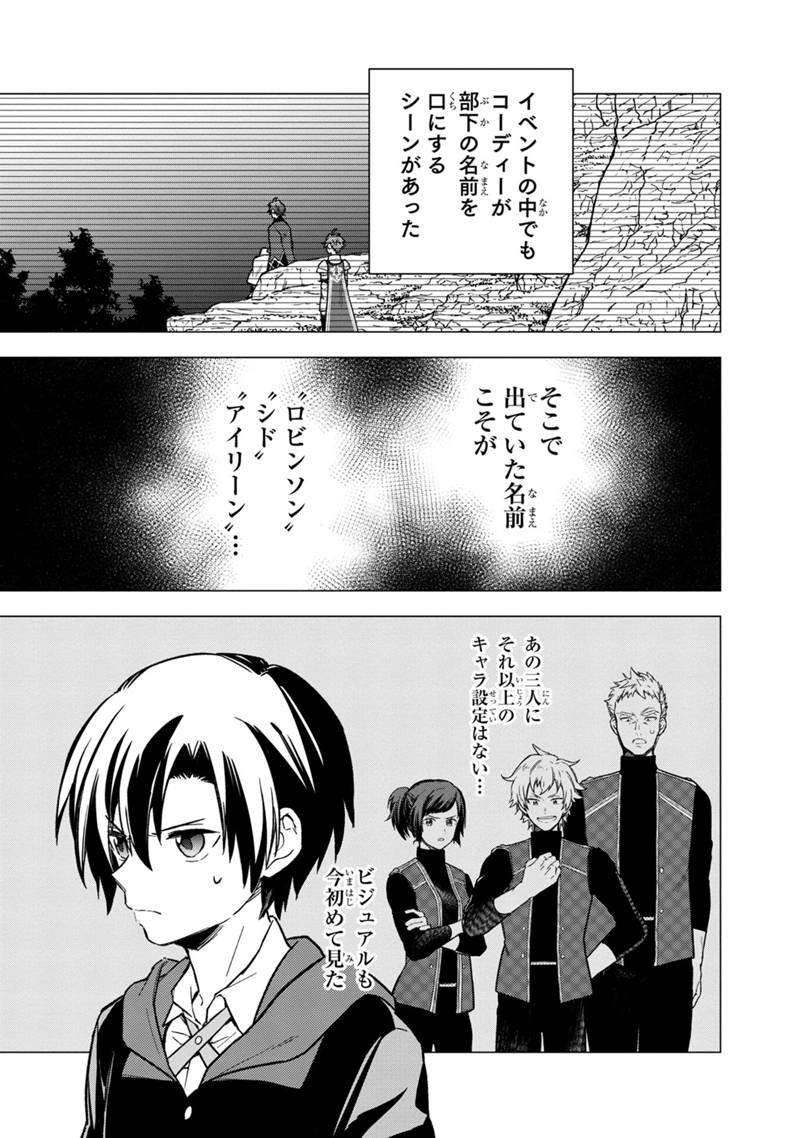 イベントの中でも
コーディーが
部下の名前を
口にする
シーンがあった
そこで
出ていた名前
こそが
〝ロビンソン〟
〝シド〟
〝アイリーン〟…
あの三人に
それ以上の
キャラ設定はない…
ビジュアルも
今初めて見た